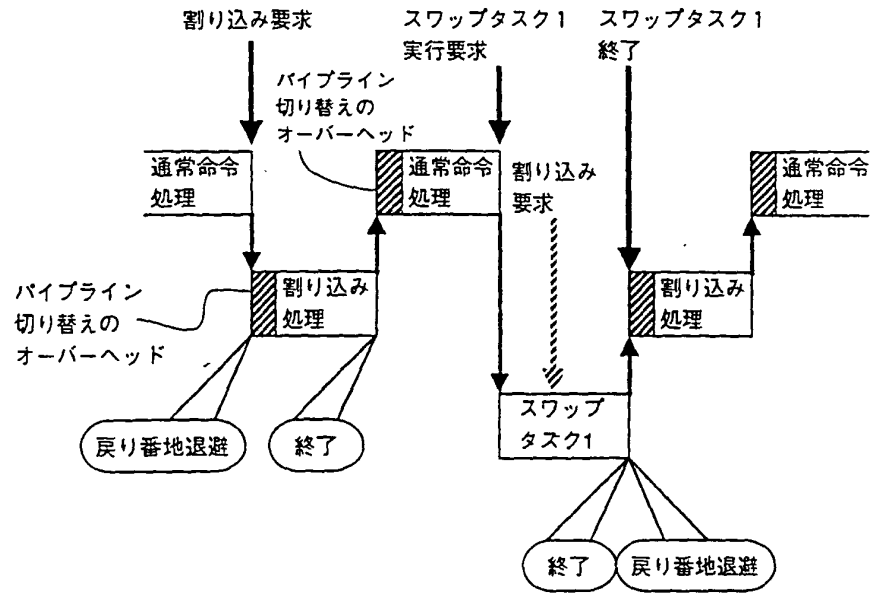 割り込み要求
スワップタスク1
実行要求
スワップタスク1
終了
パイプライン
切り替えの
オーバーヘッド
通常命令
処理
通常命令
処理
割り込み
要求
通常命令
処理
パイプライン
切り替えの
オーバーヘッド
割り込み
処理
割り込み
処理
スワップ
タスク1
戻り番地退避
終了
終了
戻り番地退避